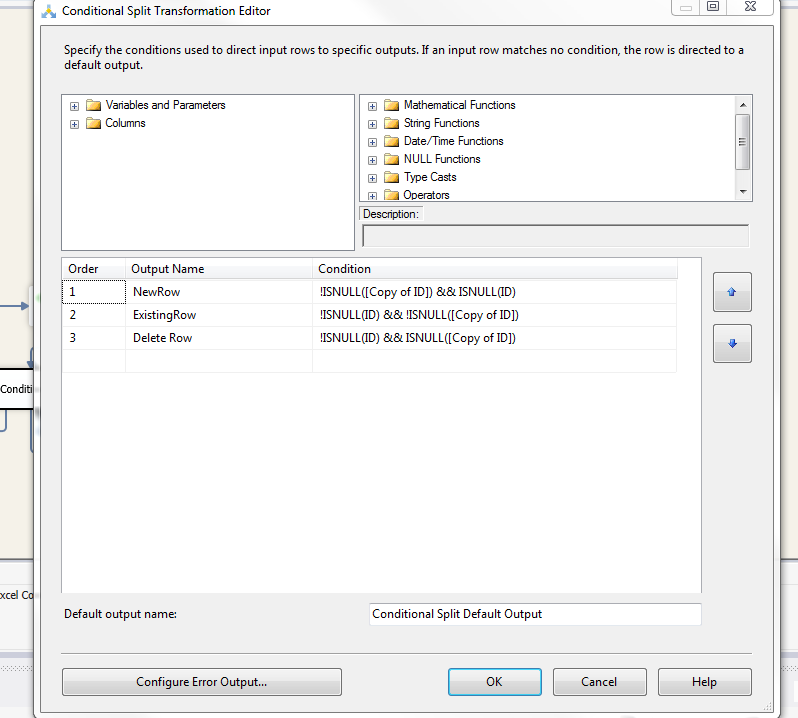 Conditional Split Transformation Editor
Specify the conditions used to direct input rows to specific outputs. If an input row matches no condition, the row is directed to a
default output.
Variables and Parameters
Columns
Mathematical Functions
String Functions
Date/Time Functions
NULL Functions
Type Casts
Operators
Description:
Order Output Name Condition
1 NewRow !ISNULL([Copy of ID]) && ISNULL(ID)
2 ExistingRow !ISNULL(ID) && !ISNULL([Copy of ID])
3 Delete Row !ISNULL(ID) && ISNULL([Copy of ID])
Conditi
xcel Co
Default output name: Conditional Split Default Output
Configure Error Output... OK Cancel Help